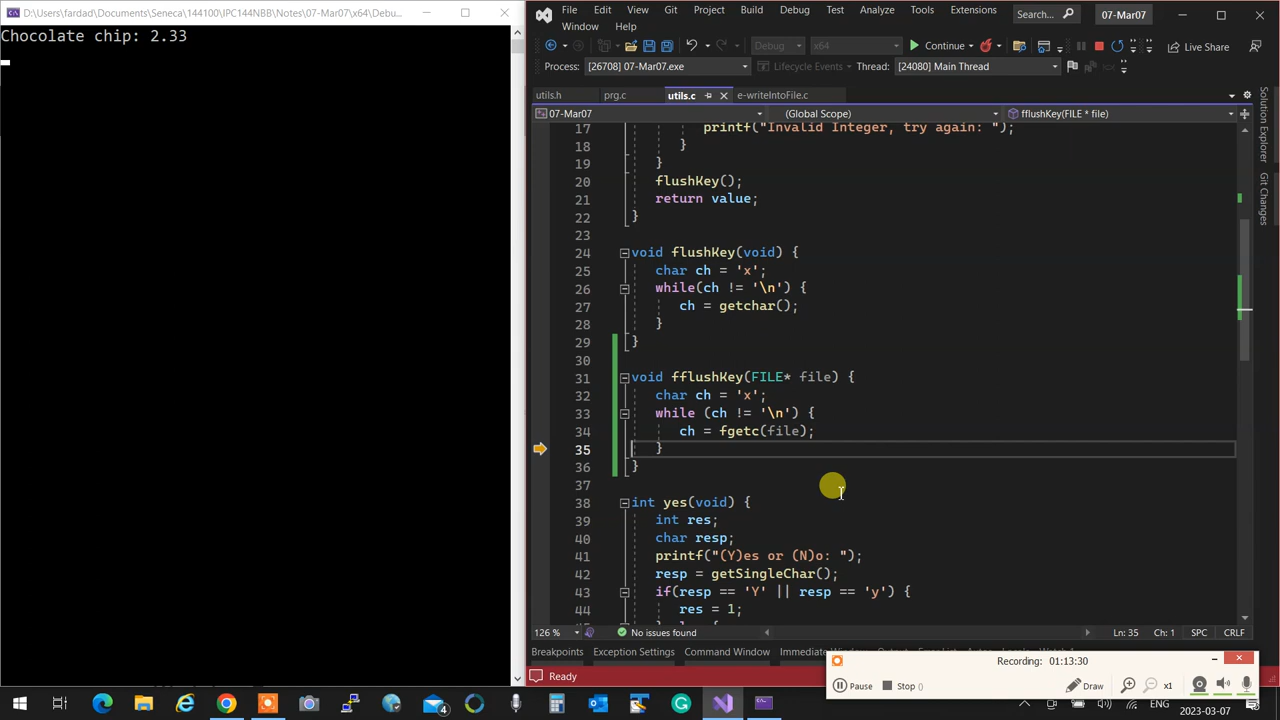 D:\Users\fardad\Documents\Seneca\144100\IPC144NBB\Notes\07-Mar07\x64\Debu...
Chocolate chip: 2.33
File Edit View Git Project Build Debug Test Analyze Tools Extensions Search... 07-Mar07
Window Help
Debug x64 Continue Live Share
Process: [26708] 07-Mar07.exe Lifecycle Events Thread: [24080] Main Thread
utils.h prg.c utils.c e-writeIntoFile.c
07-Mar07 (Global Scope) fflushKey(FILE * file)
17 printf("Invalid Integer, try again: ");
18 }
19 }
20 flushKey();
21 return value;
22 }
23
24 void flushKey(void) {
25 char ch = 'x';
26 while(ch != '\n') {
27 ch = getchar();
28 }
29 }
30
31 void fflushKey(FILE* file) {
32 char ch = 'x';
33 while (ch != '\n') {
34 ch = fgetc(file);
35 }
36 }
37
38 int yes(void) {
39 int res;
40 char resp;
41 printf("(Y)es or (N)o: ");
42 resp = getSingleChar();
43 if(resp == 'Y' || resp == 'y') {
44 res = 1;
Solution Explorer
Git Changes
126 % No issues found Ln: 35 Ch: 1 SPC CRLF
Breakpoints Exception Settings Command Window Immediate
Ready
Recording: 01:13:30
Pause Stop () Draw x1
4
2023-03-07